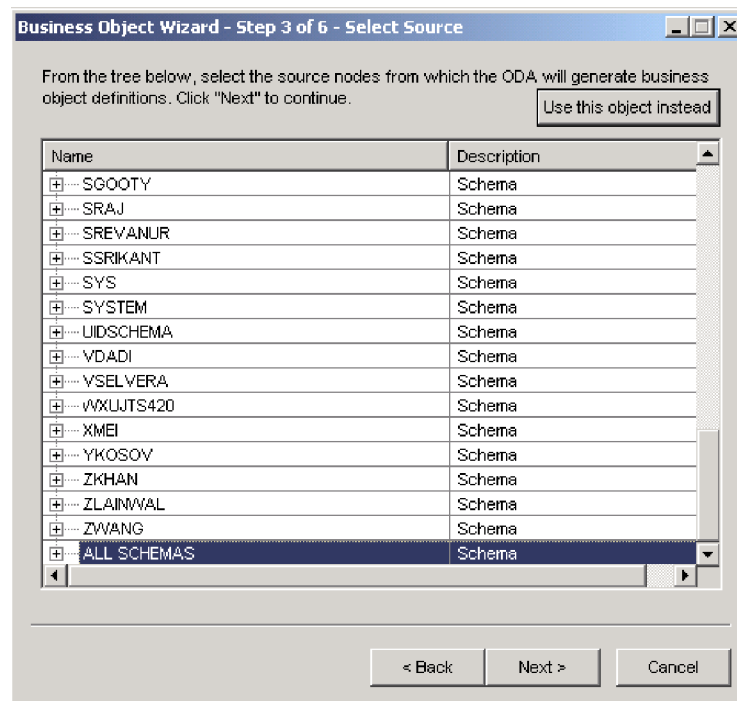 Business Object Wizard - Step 3 of 6 - Select Source
From the tree below, select the source nodes from which the ODA will generate business
object definitions. Click "Next" to continue.
Use this object instead
Name Description
SGOOTY Schema
SRAJ Schema
SREVANUR Schema
SSRIKANT Schema
SYS Schema
SYSTEM Schema
UIDSCHEMA Schema
VDADI Schema
VSELVERA Schema
WXUJTS420 Schema
XMEI Schema
YKOSOV Schema
ZKHAN Schema
ZLAINWAL Schema
ZWANG Schema
ALL SCHEMAS Schema
< Back Next > Cancel